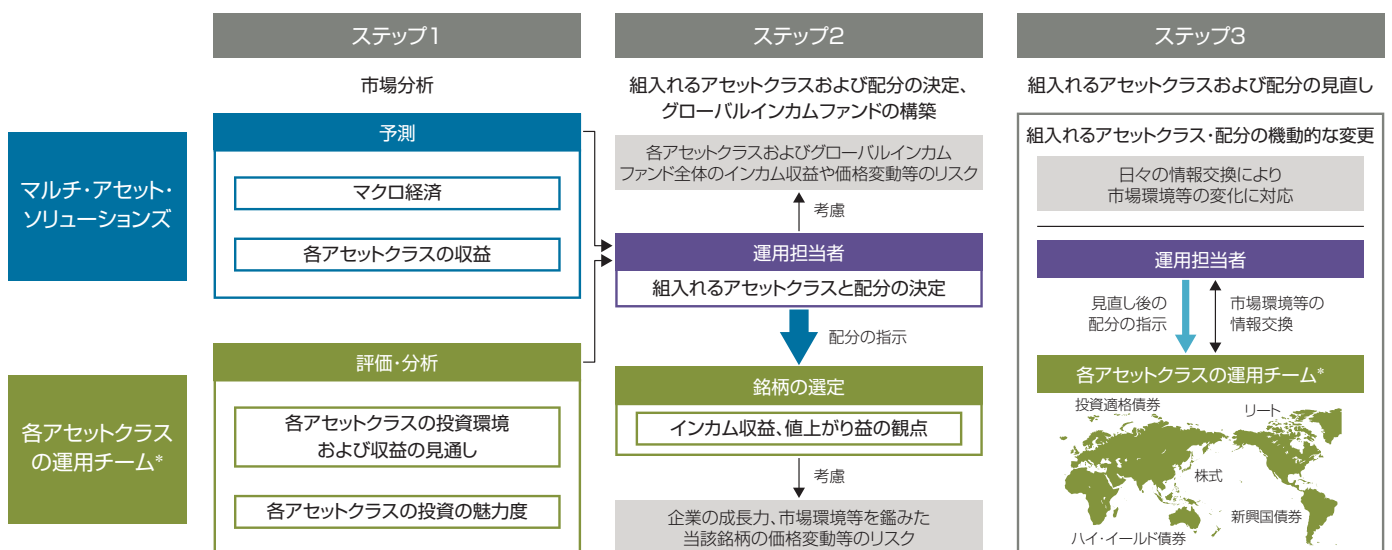 ステップ1
ステップ2
ステップ3
市場分析
組入れるアセットクラスおよび配分の決定、
グローバルインカムファンドの構築
組入れるアセットクラスおよび配分の見直し
マルチ・アセット・
ソリューションズ
予測
マクロ経済
各アセットクラスの収益
各アセットクラス
の運用チーム*
評価・分析
各アセットクラスの投資環境
および収益の見通し
各アセットクラスの投資の魅力度
各アセットクラスおよびグローバルインカム
ファンド全体のインカム収益や価格変動等のリスク
考慮
運用担当者
組入れるアセットクラスと配分の決定
配分の指示
銘柄の選定
インカム収益、値上がり益の観点
考慮
企業の成長力、市場環境等を鑑みた
当該銘柄の価格変動等のリスク
組入れるアセットクラス・配分の機動的な変更
日々の情報交換により
市場環境等の変化に対応
運用担当者
見直し後の
配分の指示
市場環境等の
情報交換
各アセットクラスの運用チーム*
投資適格債券
リート
株式
新興国債券
ハイ・イールド債券